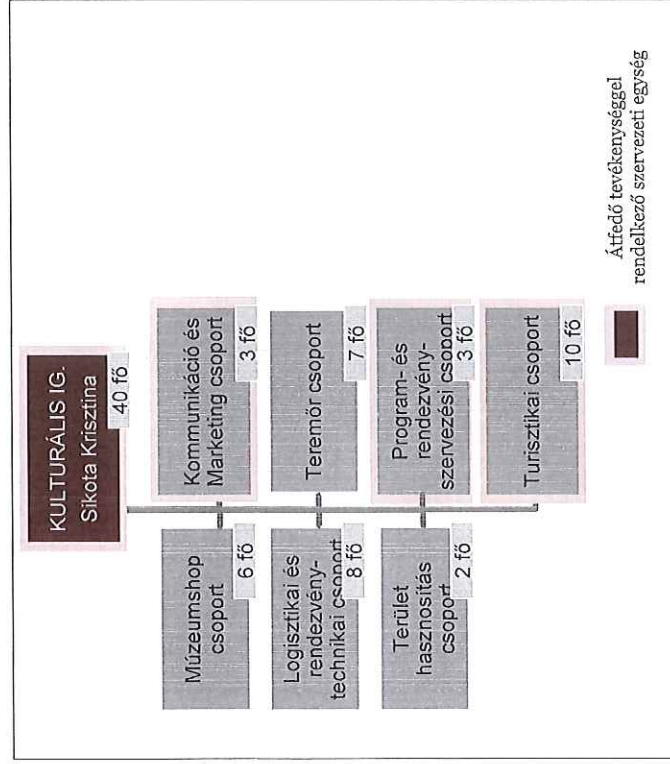 KULTURÁLIS IG.
Sikota Krisztina
40 fő
Múzeumshop
csoport
6 fő
Kommunikáció és
Marketing csoport
3 fő
Logisztikai és
rendezvény-
technikai csoport
8 fő
Teremőr csoport
7 fő
Terület
hasznosítás
csoport
2 fő
Program- és
rendezvény-
szervezési csoport
3 fő
Turisztikai csoport
10 fő
Átfedő tevékenységgel
rendelkező szervezeti egység